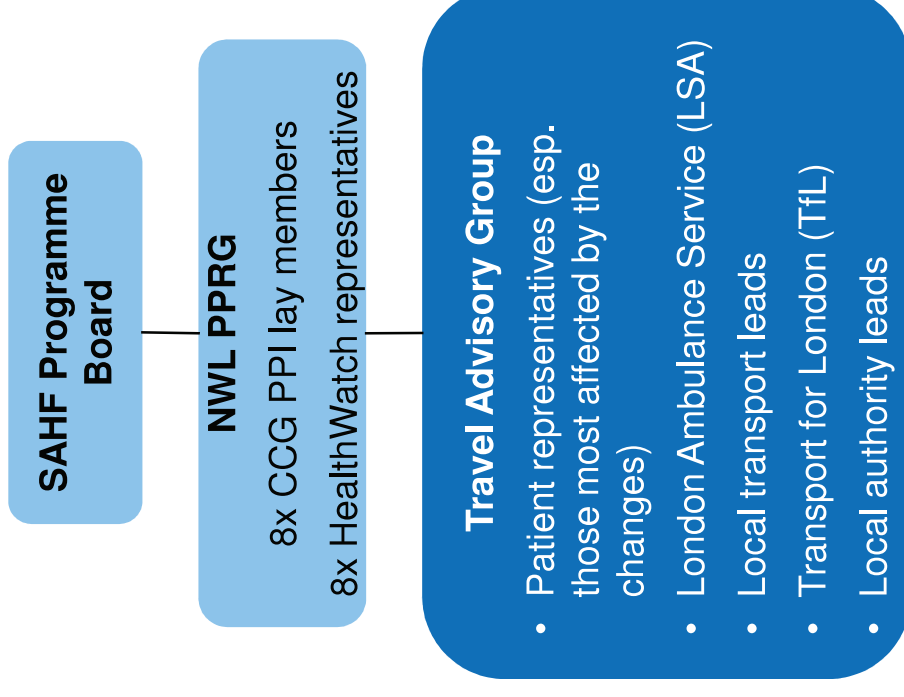 SAHF Programme
Board
NWL PPRG
8x CCG PPI lay members
8x HealthWatch representatives
Travel Advisory Group
• Patient representatives (esp.
those most affected by the
changes)
• London Ambulance Service (LSA)
• Local transport leads
• Transport for London (TfL)
• Local authority leads